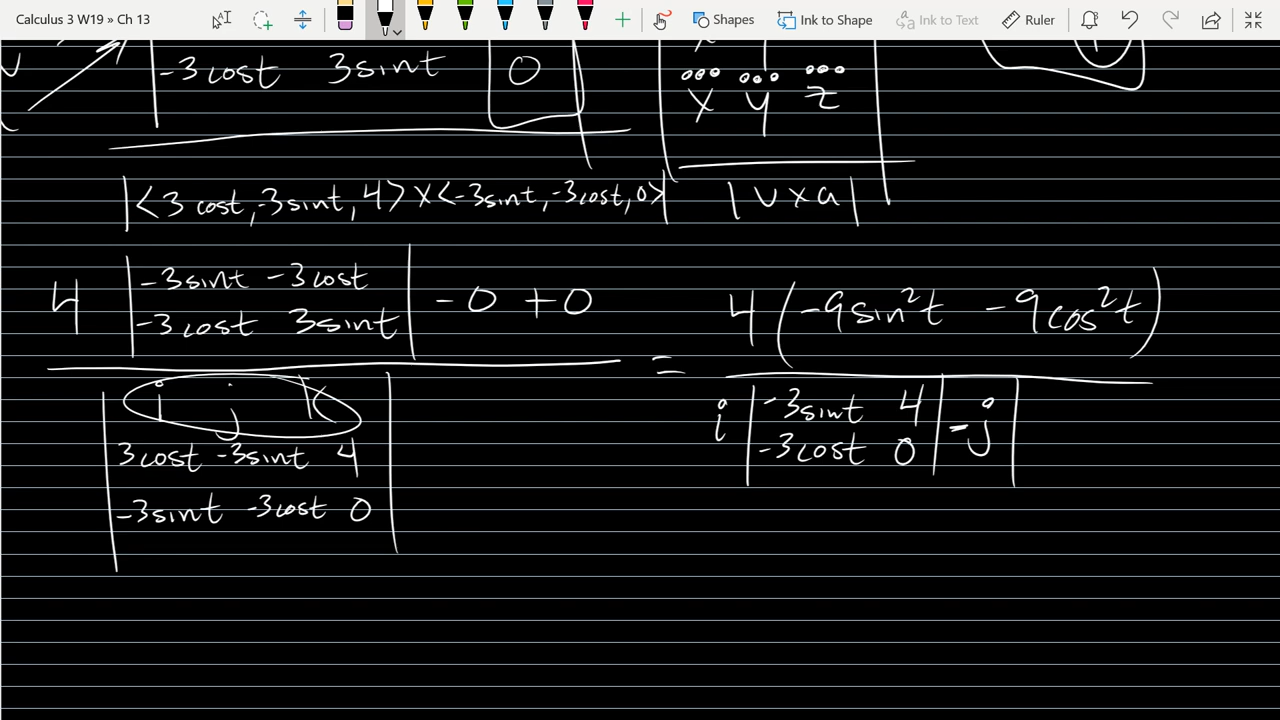 Calculus 3 W19 » Ch 13 Shapes Ink to Shape Ink to Text Ruler
-3cost 3sint 0
x y z
|<3cost, -3sint, 4> x <-3sint, -3cost, 0>| |v x a|
4 |-3sint -3cost| - 0 + 0 = 4(-9sin²t - 9cos²t)
|-3cost 3sint|
i j k
3cost -3sint 4
-3sint -3cost 0
i |-3sint 4| - j |
|-3cost 0|